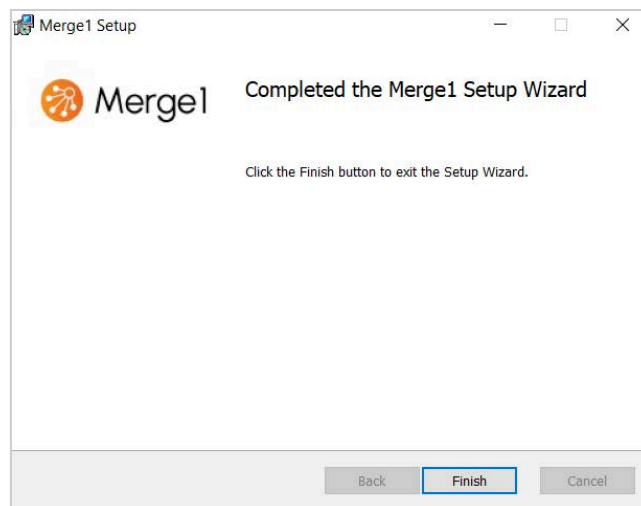 Merge1 Setup
Merge1
Completed the Merge1 Setup Wizard
Click the Finish button to exit the Setup Wizard.
Back
Finish
Cancel